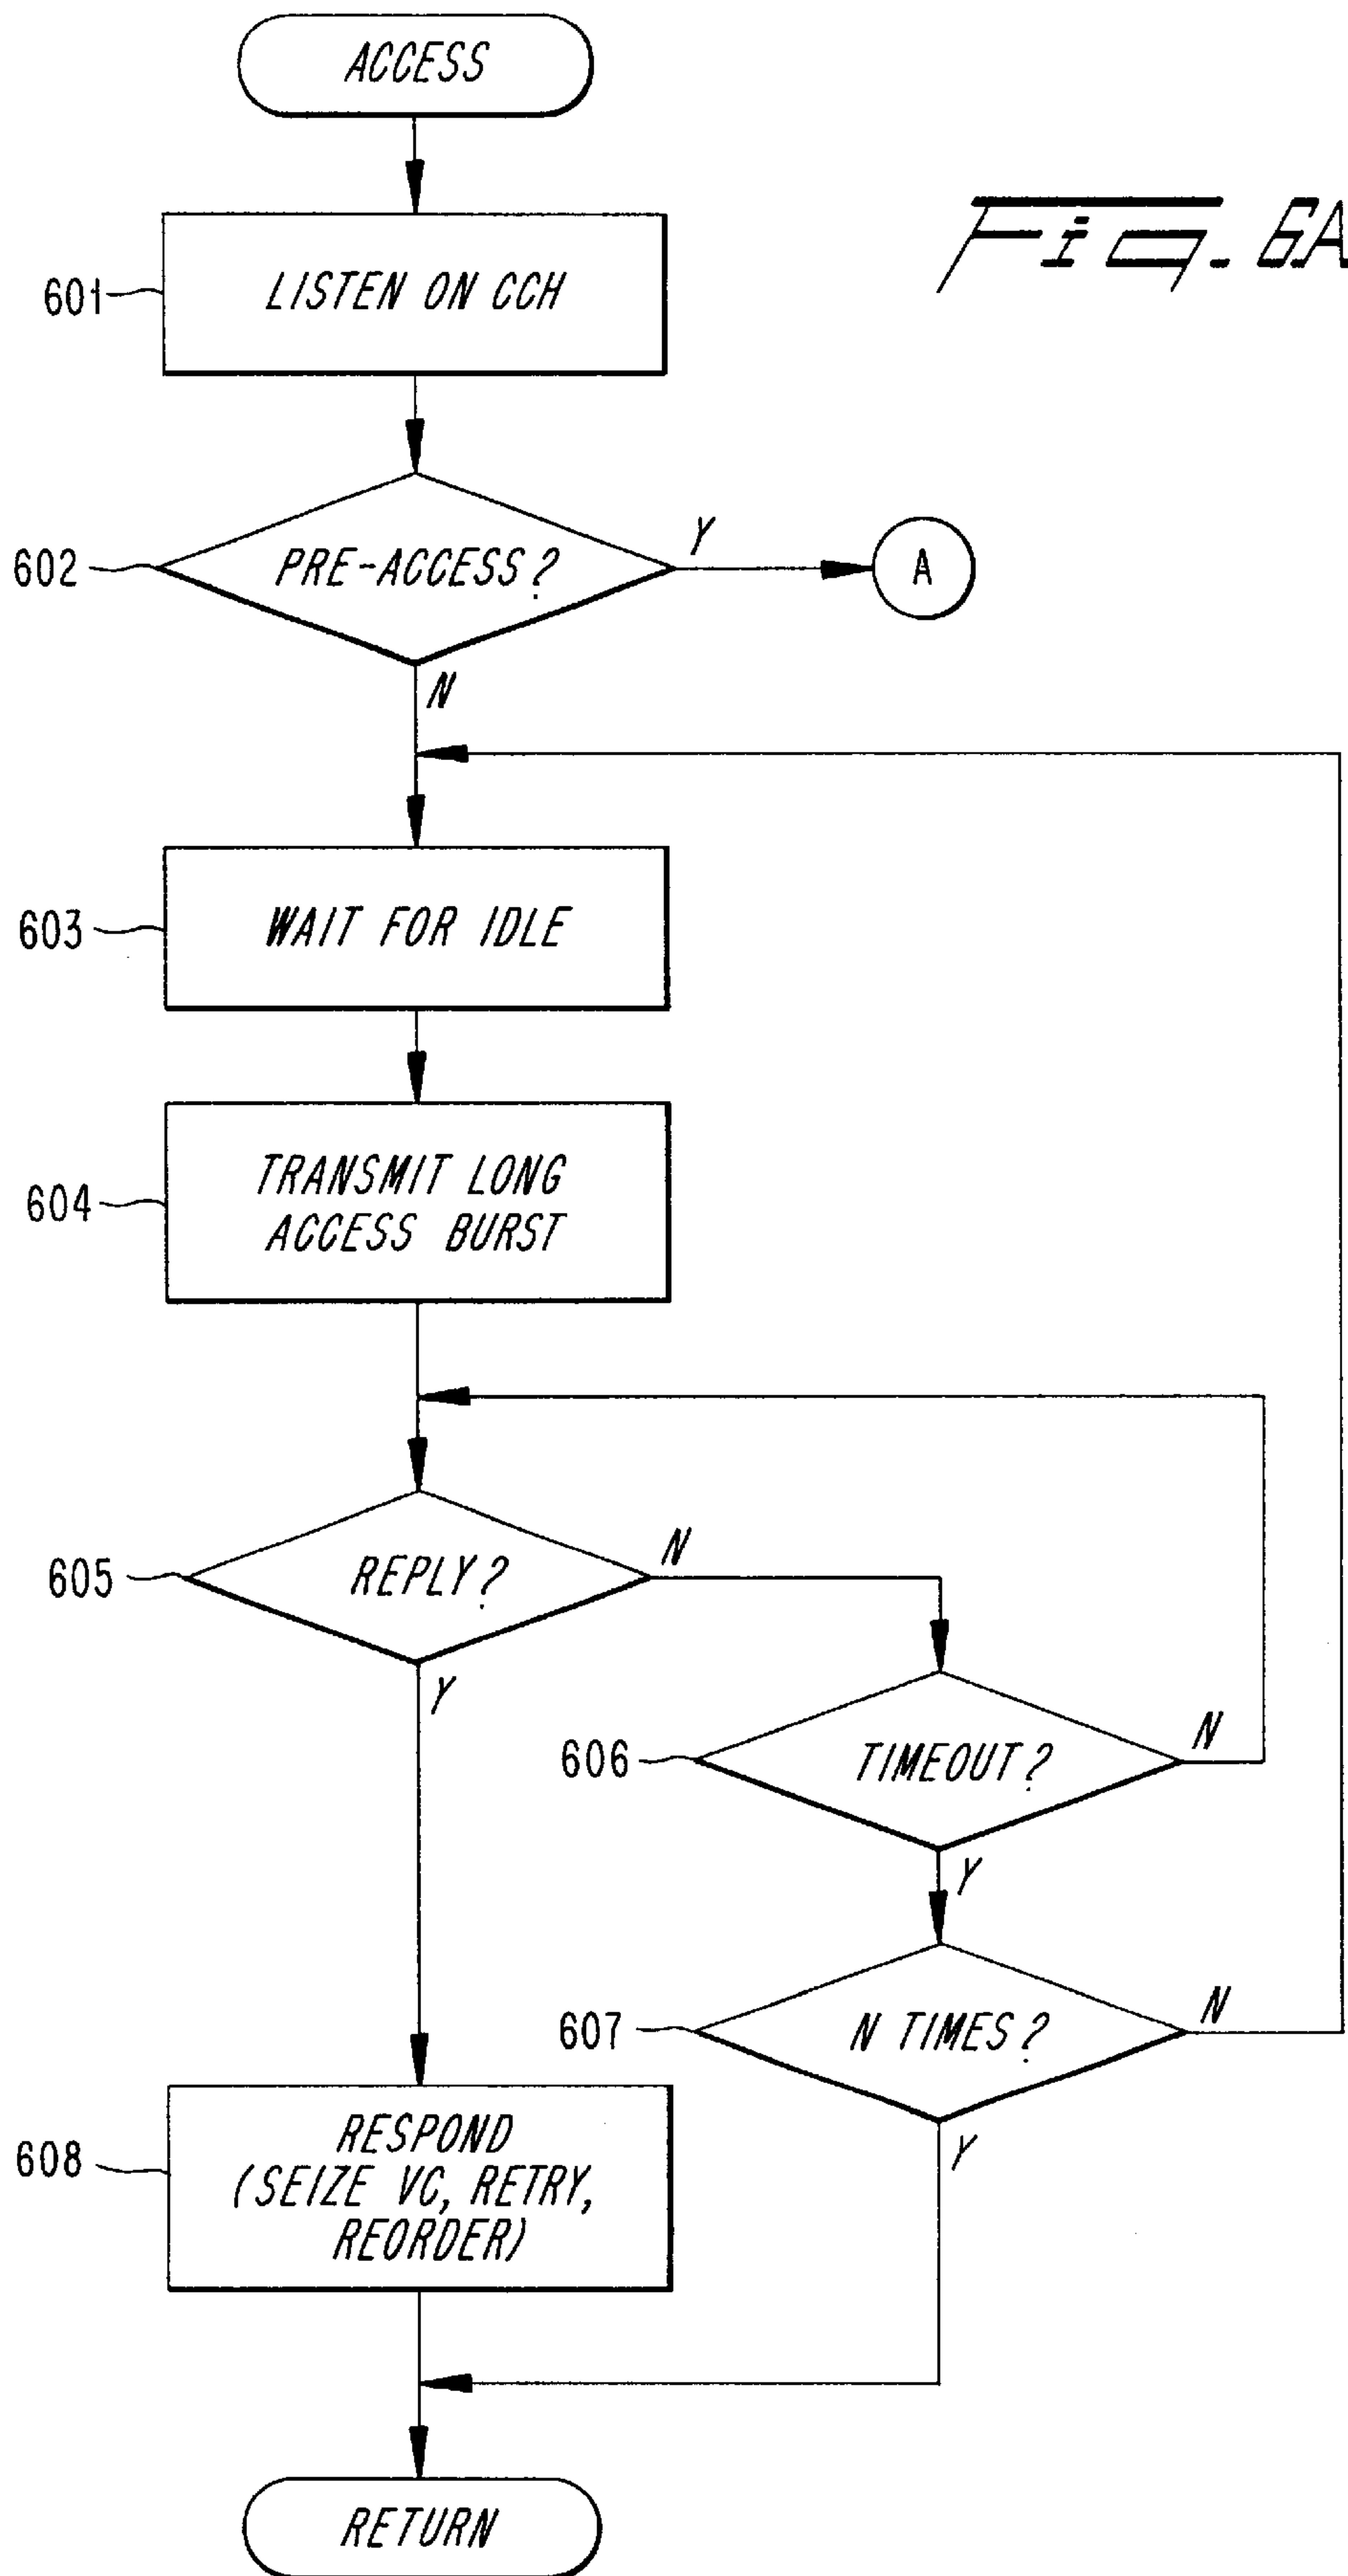 ACCESS
Fig. 6A
601
LISTEN ON CCH
602
PRE-ACCESS?
Y
A
N
603
WAIT FOR IDLE
604
TRANSMIT LONG
ACCESS BURST
605
REPLY?
N
Y
606
TIMEOUT?
N
Y
607
N TIMES?
N
Y
608
RESPOND
(SEIZE VC, RETRY,
REORDER)
RETURN